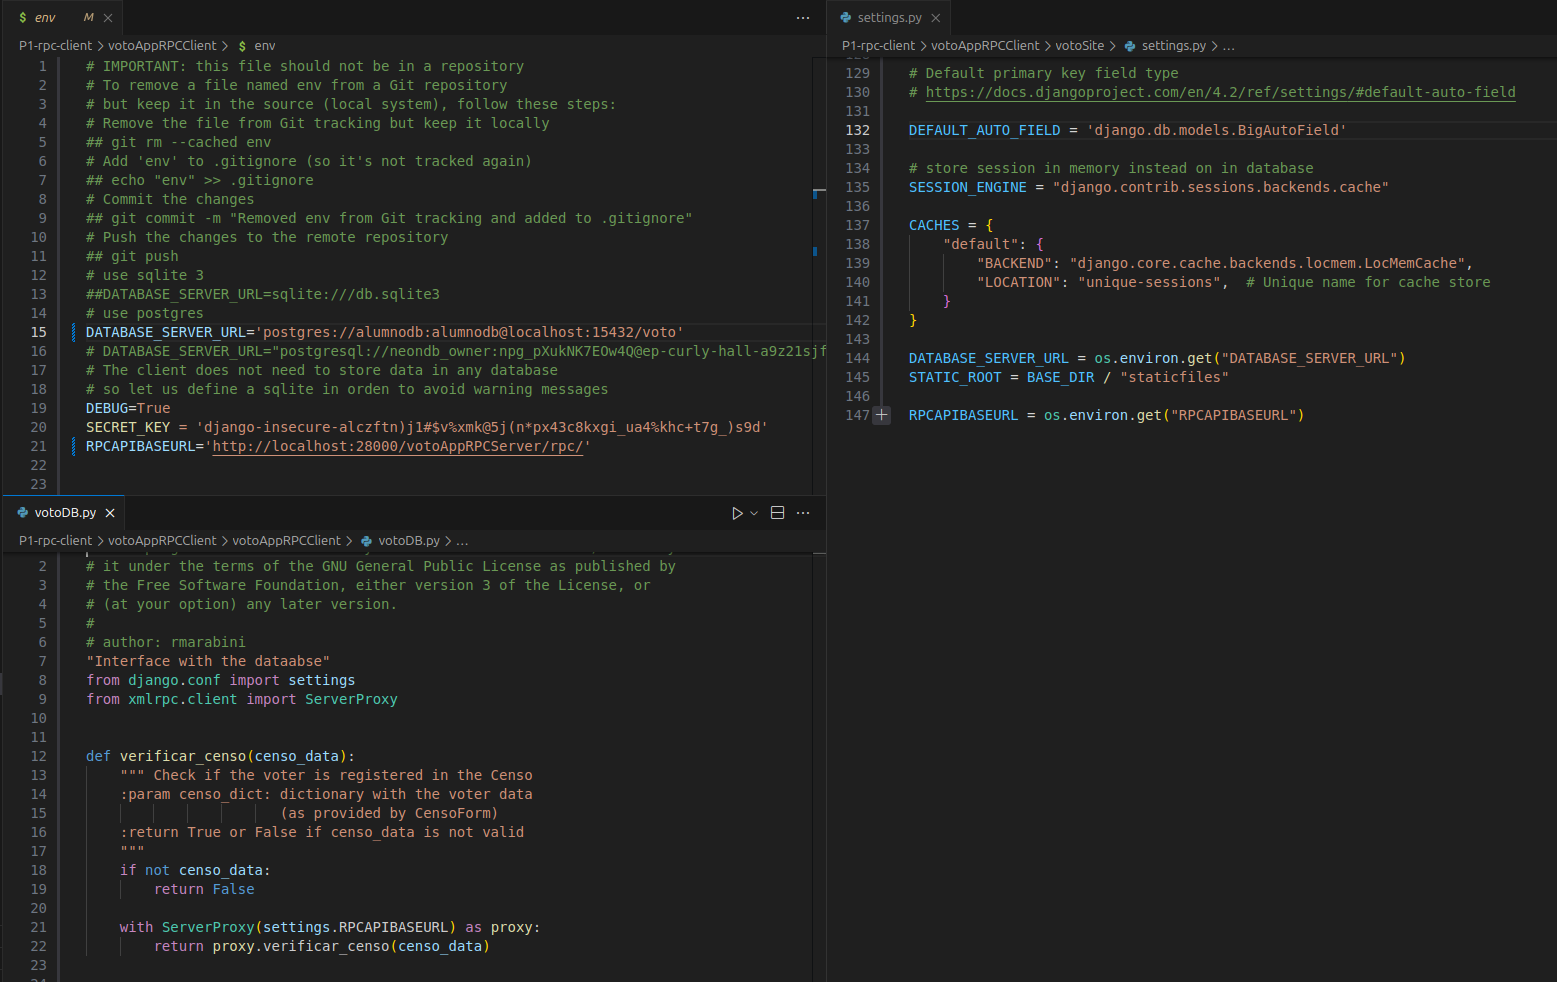 $ env M
P1-rpc-client > votoAppRPCClient > $ env
1 # IMPORTANT: this file should not be in a repository
2 # To remove a file named env from a Git repository
3 # but keep it in the source (local system), follow these steps:
4 # Remove the file from Git tracking but keep it locally
5 ## git rm --cached env
6 # Add 'env' to .gitignore (so it's not tracked again)
7 ## echo "env" >> .gitignore
8 # Commit the changes
9 ## git commit -m "Removed env from Git tracking and added to .gitignore"
10 # Push the changes to the remote repository
11 ## git push
12 # use sqlite 3
13 ##DATABASE_SERVER_URL=sqlite:///db.sqlite3
14 # use postgres
15 DATABASE_SERVER_URL='postgres://alumnodb:alumnodb@localhost:15432/voto'
16 # DATABASE_SERVER_URL="postgresql://neondb_owner:npg_pXukNK7EOw4Q@ep-curly-hall-a9z21sjf
17 # The client does not need to store data in any database
18 # so let us define a sqlite in orden to avoid warning messages
19 DEBUG=True
20 SECRET_KEY = 'django-insecure-alczftn)j1#$v%xmk@5j(n*px43c8kxgi_ua4%khc+t7g_)s9d'
21 RPCAPIBASEURL='http://localhost:28000/votoAppRPCServer/rpc/'
22
23
votoDB.py
P1-rpc-client > votoAppRPCClient > votoAppRPCClient > votoDB.py > ...
2 # it under the terms of the GNU General Public License as published by
3 # the Free Software Foundation, either version 3 of the License, or
4 # (at your option) any later version.
5 #
6 # author: rmarabini
7 "Interface with the dataabse"
8 from django.conf import settings
9 from xmlrpc.client import ServerProxy
10
11
12 def verificar_censo(censo_data):
13 """ Check if the voter is registered in the Censo
14 :param censo_dict: dictionary with the voter data
15 (as provided by CensoForm)
16 :return True or False if censo_data is not valid
17 """
18 if not censo_data:
19 return False
20
21 with ServerProxy(settings.RPCAPIBASEURL) as proxy:
22 return proxy.verificar_censo(censo_data)
23
settings.py
P1-rpc-client > votoAppRPCClient > votoSite > settings.py > ...
129 # Default primary key field type
130 # https://docs.djangoproject.com/en/4.2/ref/settings/#default-auto-field
131
132 DEFAULT_AUTO_FIELD = 'django.db.models.BigAutoField'
133
134 # store session in memory instead on in database
135 SESSION_ENGINE = "django.contrib.sessions.backends.cache"
136
137 CACHES = {
138 "default": {
139 "BACKEND": "django.core.cache.backends.locmem.LocMemCache",
140 "LOCATION": "unique-sessions", # Unique name for cache store
141 }
142 }
143
144 DATABASE_SERVER_URL = os.environ.get("DATABASE_SERVER_URL")
145 STATIC_ROOT = BASE_DIR / "staticfiles"
146
147 RPCAPIBASEURL = os.environ.get("RPCAPIBASEURL")